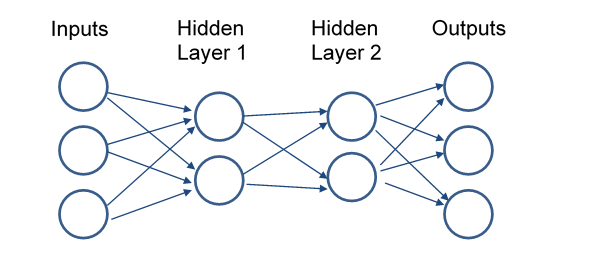 Inputs
Hidden
Layer 1
Hidden
Layer 2
Outputs